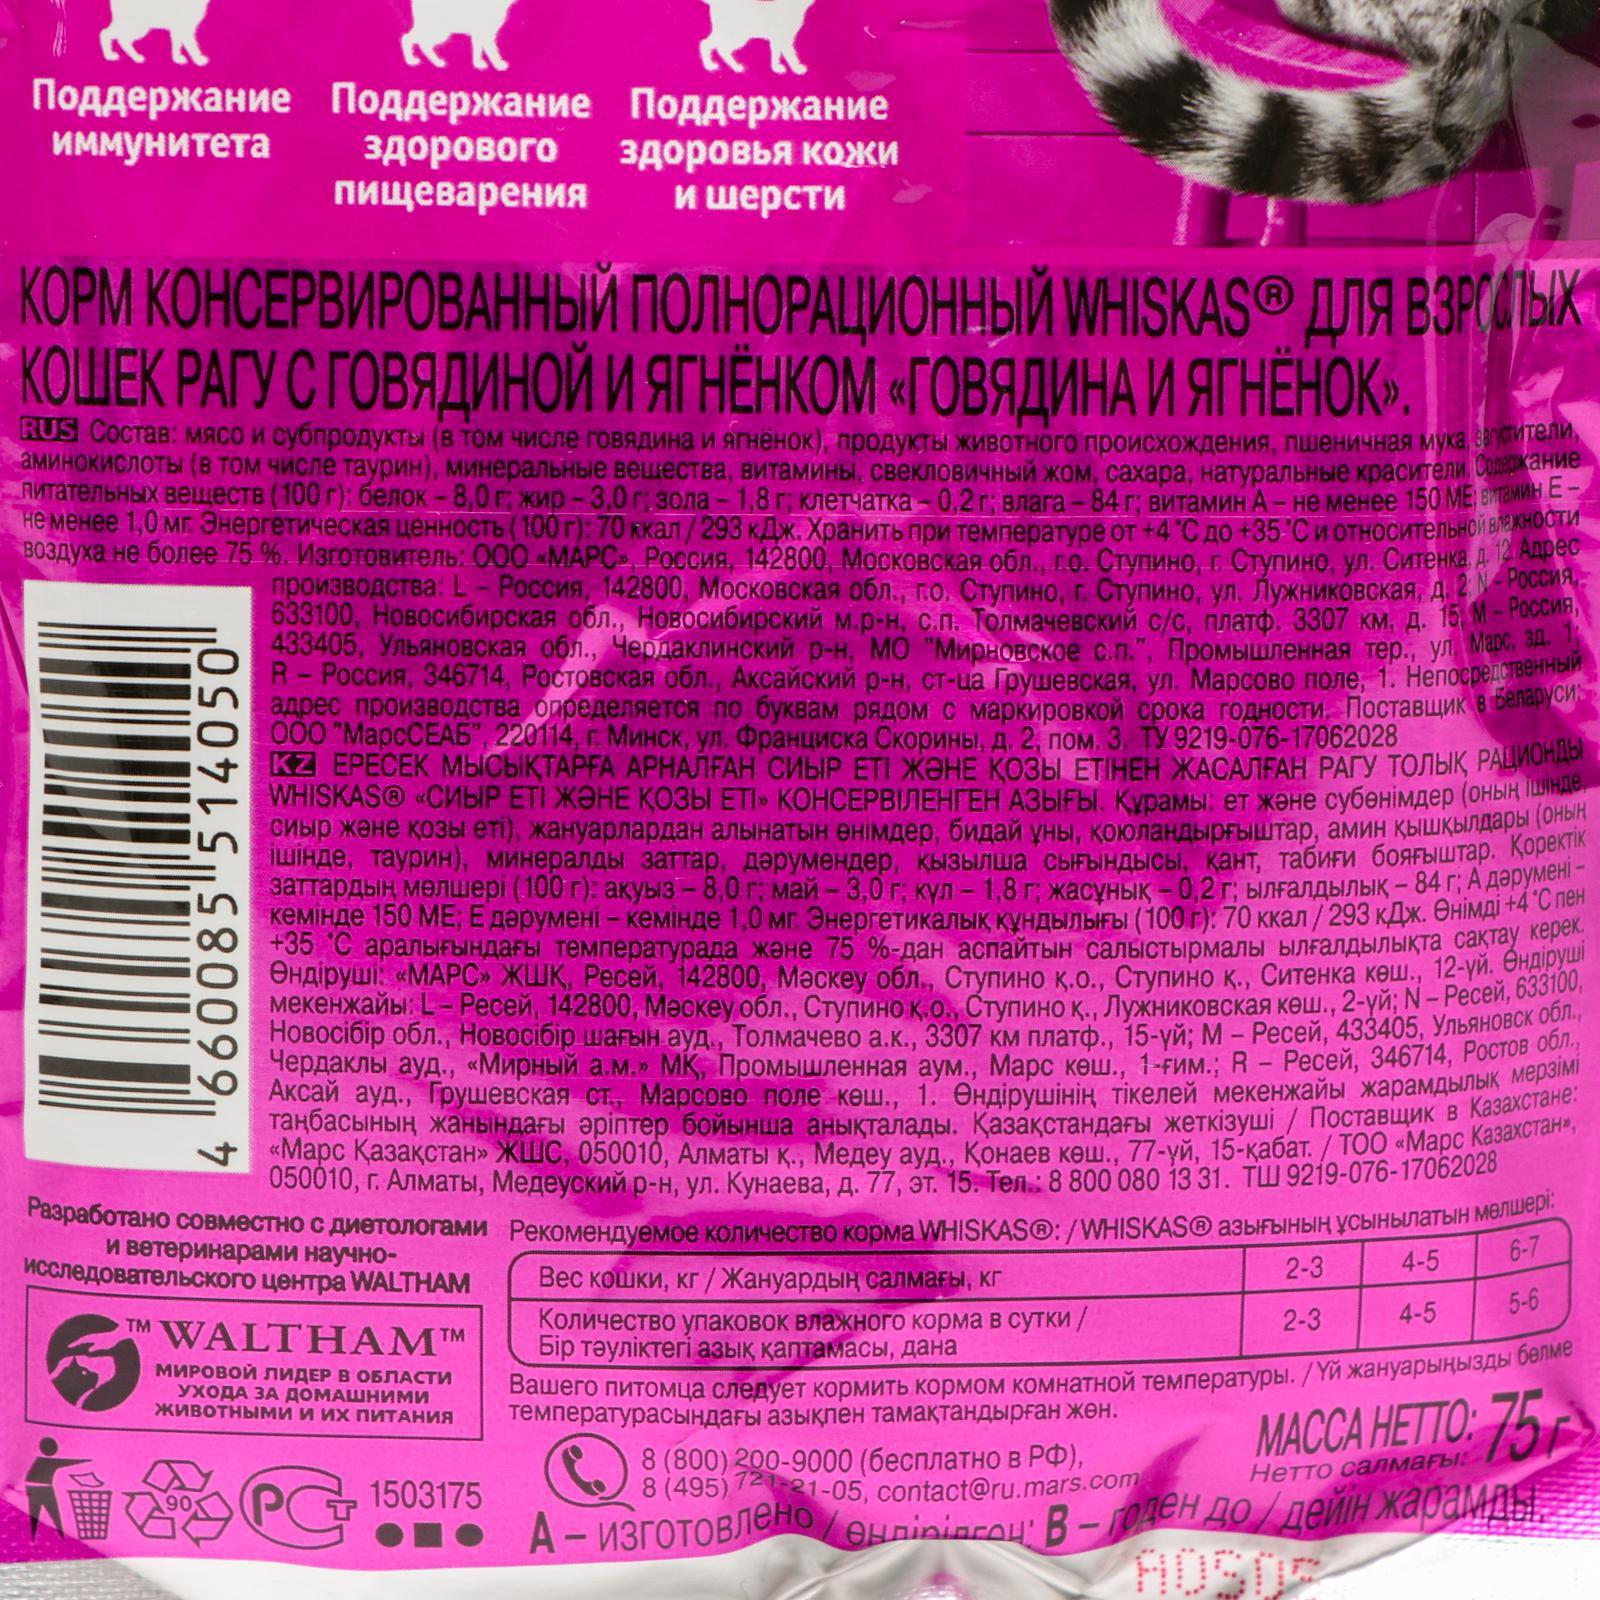 Поддержание
иммунитета
Поддержание
здорового
пищеварения
Поддержание
здоровья кожи
и шерсти
КОРМ КОНСЕРВИРОВАННЫЙ ПОЛНОРАЦИОННЫЙ WHISKAS® ДЛЯ ВЗРОСЛЫХ
КОШЕК РАГУ С ГОВЯДИНОЙ И ЯГНЁНКОМ «ГОВЯДИНА И ЯГНЁНОК».
RUS Состав: мясо и субпродукты (в том числе говядина и ягнёнок), продукты животного происхождения, пшеничная мука, загустители,
аминокислоты (в том числе таурин), минеральные вещества, витамины, свекловичный жом, сахара, натуральные красители. Содержание
питательных веществ (100 г): белок – 8,0 г; жир – 3,0 г; зола – 1,8 г; клетчатка – 0,2 г; влага – 84 г; витамин А – не менее 150 МЕ; витамин Е –
не менее 1,0 мг. Энергетическая ценность (100 г): 70 ккал / 293 кДж. Хранить при температуре от +4 °С до +35 °С и относительной влажности
воздуха не более 75 %. Изготовитель: ООО «МАРС», Россия, 142800, Московская обл., г.о. Ступино, г. Ступино, ул. Ситенка, д. 12. Адрес
производства: L – Россия, 142800, Московская обл., г.о. Ступино, г. Ступино, ул. Лужниковская, д. 2; N – Россия,
633100, Новосибирская обл., Новосибирский м.р-н, с.п. Толмачевский с/с, платф. 3307 км, д. 15; M – Россия,
433405, Ульяновская обл., Чердаклинский р-н, МО "Мирновское с.п.", Промышленная тер., ул. Марс, зд. 1;
R – Россия, 346714, Ростовская обл., Аксайский р-н, ст-ца Грушевская, ул. Марсово поле, 1. Непосредственный
адрес производства определяется по буквам рядом с маркировкой срока годности. Поставщик в Беларуси:
ООО "МарсСЕАБ", 220114, г. Минск, ул. Франциска Скорины, д. 2, пом. 3. ТУ 9219-076-17062028
KZ ЕРЕСЕК МЫСЫҚТАРҒА АРНАЛҒАН СИЫР ЕТІ ЖӘНЕ ҚОЗЫ ЕТІНЕН ЖАСАЛҒАН РАГУ ТОЛЫҚ РАЦИОНДЫ
WHISKAS® «СИЫР ЕТІ ЖӘНЕ ҚОЗЫ ЕТІ» КОНСЕРВІЛЕНГЕН АЗЫҒЫ. Құрамы: ет және субөнімдер (оның ішінде,
сиыр және қозы еті), жануарлардан алынатын өнімдер, бидай ұны, қоюландырғыштар, амин қышқылдары (оның
ішінде, таурин), минералды заттар, дәрумендер, қызылша сығындысы, қант, табиғи бояғыштар. Қоректік
заттардың мөлшері (100 г): ақуыз – 8,0 г; май – 3,0 г; күл – 1,8 г; жасұнық – 0,2 г; ылғалдылық – 84 г; А дәрумені –
кемінде 150 МЕ; Е дәрумені – кемінде 1,0 мг. Энергетикалық құндылығы (100 г): 70 ккал / 293 кДж. Өнімді +4 °С пен
+35 °С аралығындағы температурада және 75 %-дан аспайтын салыстырмалы ылғалдылықта сақтау керек.
Өндіруші: «МАРС» ЖШҚ, Ресей, 142800, Мәскеу обл., Ступино қ.о., Ступино қ., Ситенка көш., 12-үй. Өндіруші
мекенжайы: L – Ресей, 142800, Мәскеу обл., Ступино қ.о., Ступино қ., Лужниковская көш., 2-үй; N – Ресей, 633100,
Новосібір обл., Новосібір шағын ауд., Толмачево а.к., 3307 км платф., 15-үй; M – Ресей, 433405, Ульяновск обл.,
Чердаклы ауд., «Мирный а.м.» МҚ, Промышленная аум., Марс көш., 1-ғим.; R – Ресей, 346714, Ростов обл.,
Аксай ауд., Грушевская ст., Марсово поле көш., 1. Өндірушінің тікелей мекенжайы жарамдылық мерзімі
таңбасының жанындағы әріптер бойынша анықталады. Қазақстандағы жеткізуші / Поставщик в Казахстане:
«Марс Қазақстан» ЖШС, 050010, Алматы қ., Медеу ауд., Қонаев көш., 77-үй, 15-қабат. / ТОО «Марс Казахстан»,
050010, г. Алматы, Медеуский р-н, ул. Кунаева, д. 77, эт. 15. Тел.: 8 800 080 13 31. ТШ 9219-076-17062028
4 660085 514050
Разработано совместно с диетологами
и ветеринарами научно-
исследовательского центра WALTHAM
™ WALTHAM™
МИРОВОЙ ЛИДЕР В ОБЛАСТИ
УХОДА ЗА ДОМАШНИМИ
ЖИВОТНЫМИ И ИХ ПИТАНИЯ
Рекомендуемое количество корма WHISKAS®: / WHISKAS® азығының ұсынылатын мөлшері:
Вес кошки, кг / Жануардың салмағы, кг 2-3 4-5 6-7
Количество упаковок влажного корма в сутки / 2-3 4-5 5-6
Бір тәуліктегі азық қаптамасы, дана
Вашего питомца следует кормить кормом комнатной температуры. / Үй жануарыңызды бөлме
температурасындағы азықпен тамақтандырған жөн.
8 (800) 200-9000 (бесплатно в РФ),
8 (495) 721-21-05, contact@ru.mars.com
МАССА НЕТТО: 75 г
Нетто салмағы:
90
РСТ
1503175
A – изготовлено / өндірілген; B – годен до / дейін жарамды,